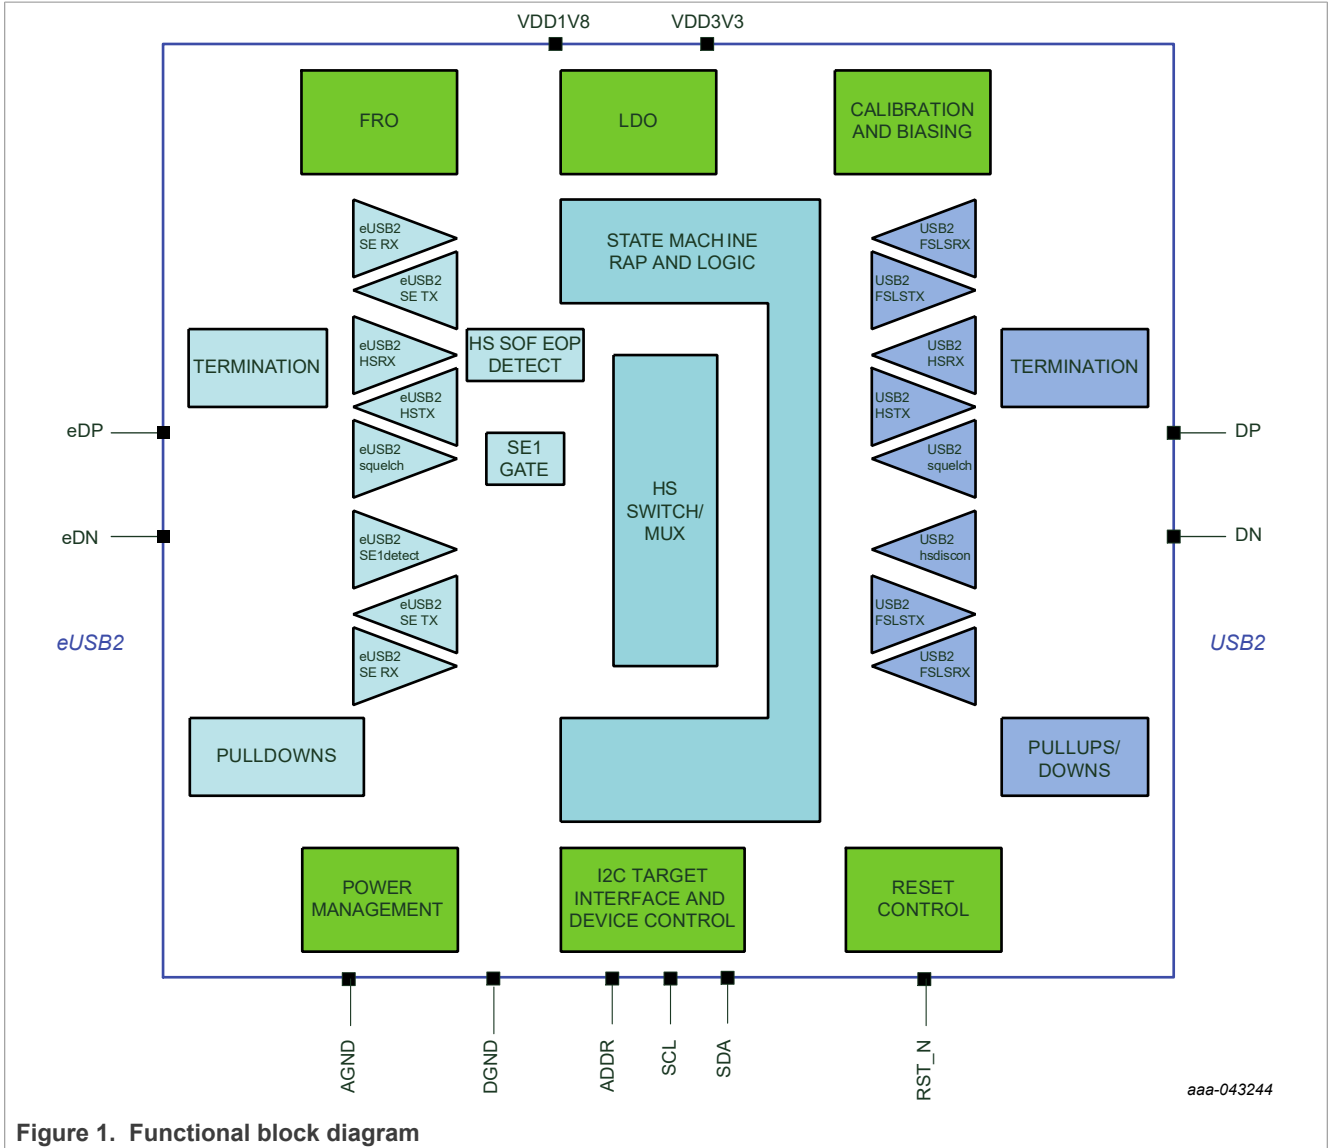 VDD1V8
VDD3V3
FRO
LDO
CALIBRATION
AND BIASING
eUSB2
SE RX
eUSB2
SE TX
eUSB2
HSRX
eUSB2
HSTX
eUSB2
squelch
eUSB2
SE1detect
eUSB2
SE TX
eUSB2
SE RX
HS SOF EOP
DETECT
SE1
GATE
STATE MACHINE
RAP AND LOGIC
HS
SWITCH/
MUX
USB2
FSLSRX
USB2
FSLSTX
USB2
HSRX
USB2
HSTX
USB2
squelch
USB2
hsdiscon
USB2
FSLSTX
USB2
FSLSRX
TERMINATION
TERMINATION
eDP
eDN
eUSB2
DP
DN
USB2
PULLDOWNS
PULLUPS/
DOWNS
POWER
MANAGEMENT
I2C TARGET
INTERFACE AND
DEVICE CONTROL
RESET
CONTROL
AGND
DGND
ADDR
SCL
SDA
RST_N
aaa-043244
Figure 1. Functional block diagram